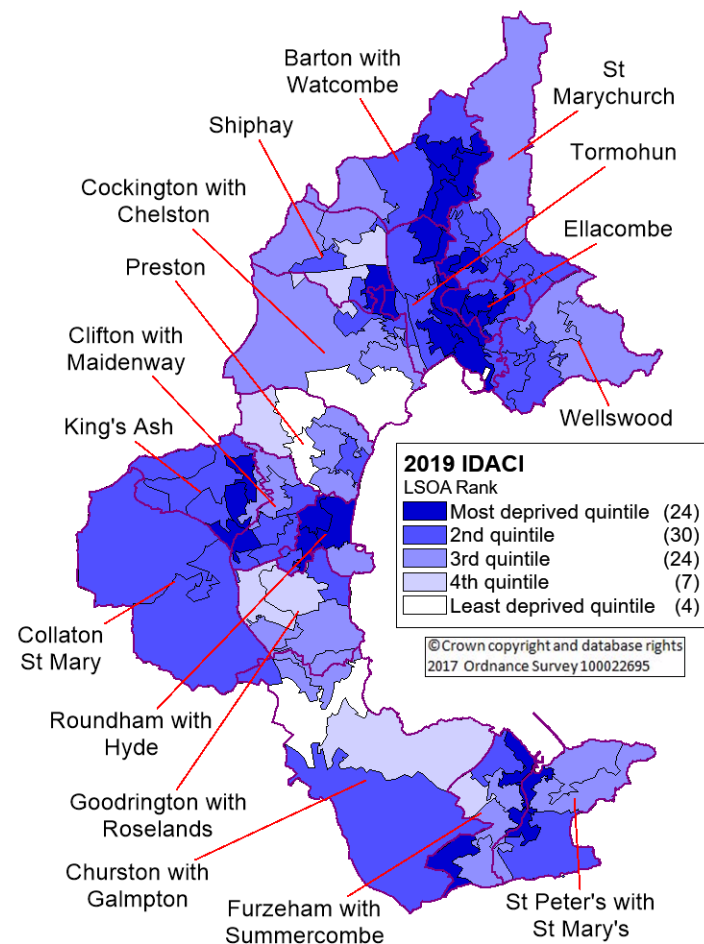 Barton with
Watcombe
St
Marychurch
Shiphay
Tormohun
Cockington with
Chelston
Ellacombe
Preston
Clifton with
Maidenway
King's Ash
Wellswood
2019 IDACI
LSOA Rank
Most deprived quintile (24)
2nd quintile (30)
3rd quintile (24)
4th quintile (7)
Least deprived quintile (4)
©Crown copyright and database rights
2017 Ordnance Survey 100022695
Collaton
St Mary
Roundham with
Hyde
Goodrington with
Roselands
Churston with
Galmpton
Furzeham with
Summercombe
St Peter's with
St Mary's